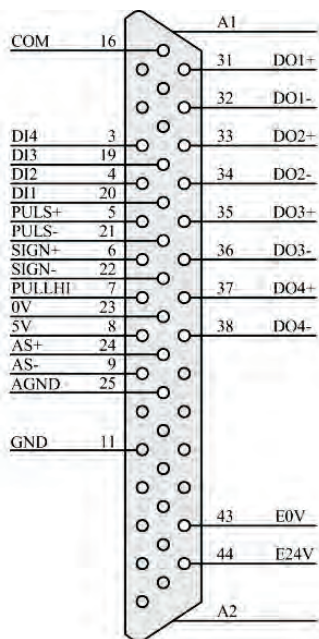 A1
COM 16
31 DO1+
32 DO1-
DI4 3
33 DO2+
DI3 19
DI2 4
34 DO2-
DI1 20
PULS+ 5
35 DO3+
PULS- 21
SIGN+ 6
36 DO3-
SIGN- 22
PULLHI 7
37 DO4+
0V 23
5V 8
38 DO4-
AS+ 24
AS- 9
AGND 25
GND 11
43 E0V
44 E24V
A2